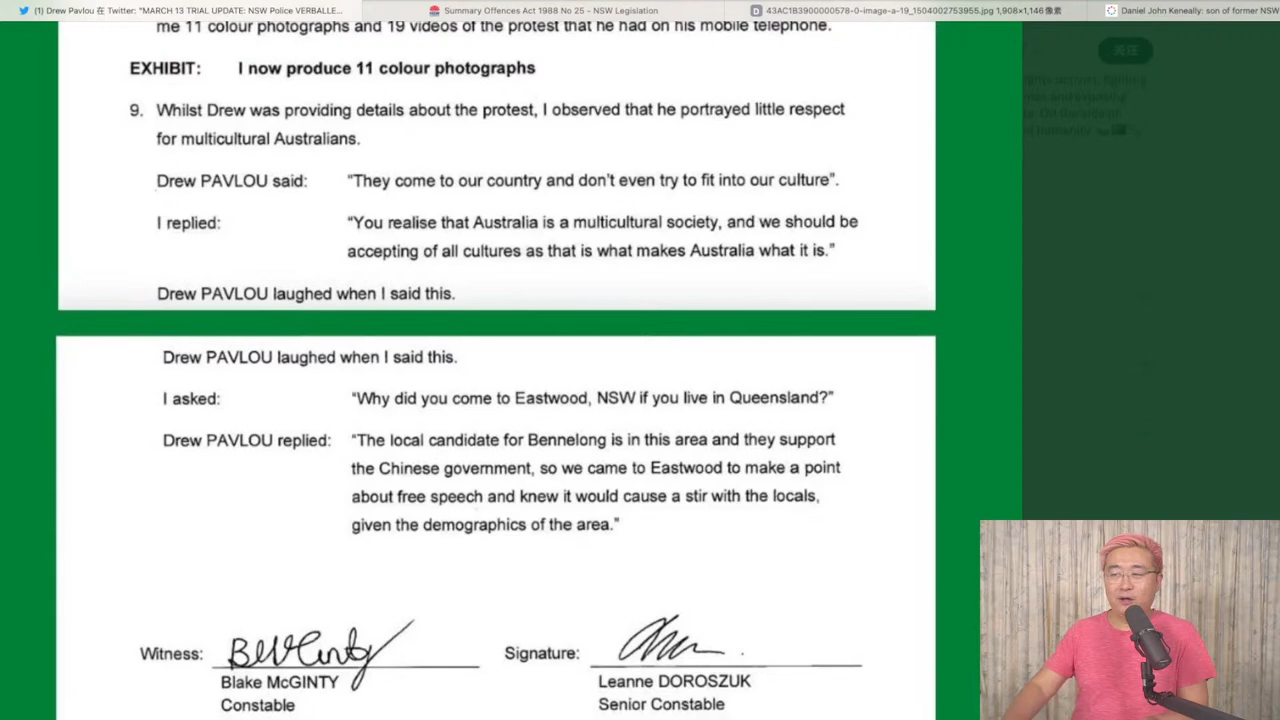 (1) Drew Pavlou 在 Twitter: "MARCH 13 TRIAL UPDATE: NSW Police VERBALLE...
Summary Offences Act 1988 No 25 - NSW Legislation
43AC1B3900000578-0-image-a-19_1504002753955.jpg 1,908×1,146像素
Daniel John Keneally: son of former NSW
me 11 colour photographs and 19 videos of the protest that he had on his mobile telephone.
EXHIBIT: I now produce 11 colour photographs
9. Whilst Drew was providing details about the protest, I observed that he portrayed little respect
for multicultural Australians.
Drew PAVLOU said: "They come to our country and don't even try to fit into our culture".
I replied: "You realise that Australia is a multicultural society, and we should be
accepting of all cultures as that is what makes Australia what it is."
Drew PAVLOU laughed when I said this.
Drew PAVLOU laughed when I said this.
I asked: "Why did you come to Eastwood, NSW if you live in Queensland?"
Drew PAVLOU replied: "The local candidate for Bennelong is in this area and they support
the Chinese government, so we came to Eastwood to make a point
about free speech and knew it would cause a stir with the locals,
given the demographics of the area."
Witness: Signature:
Blake McGINTY Leanne DOROSZUK
Constable Senior Constable